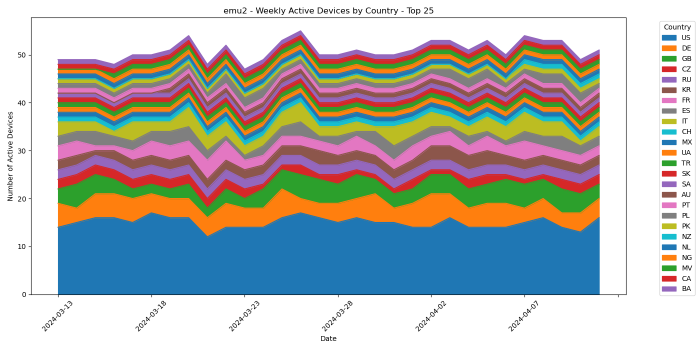 emu2 - Weekly Active Devices by Country - Top 25
Number of Active Devices
50
40
30
20
10
0
2024-03-13
2024-03-18
2024-03-23
2024-03-28
2024-04-02
2024-04-07
Date
Country
US
DE
GB
CZ
RU
KR
FR
ES
IT
CH
MX
UA
TR
SK
SA
AU
PT
PL
PK
NZ
NL
NG
MV
CA
BA